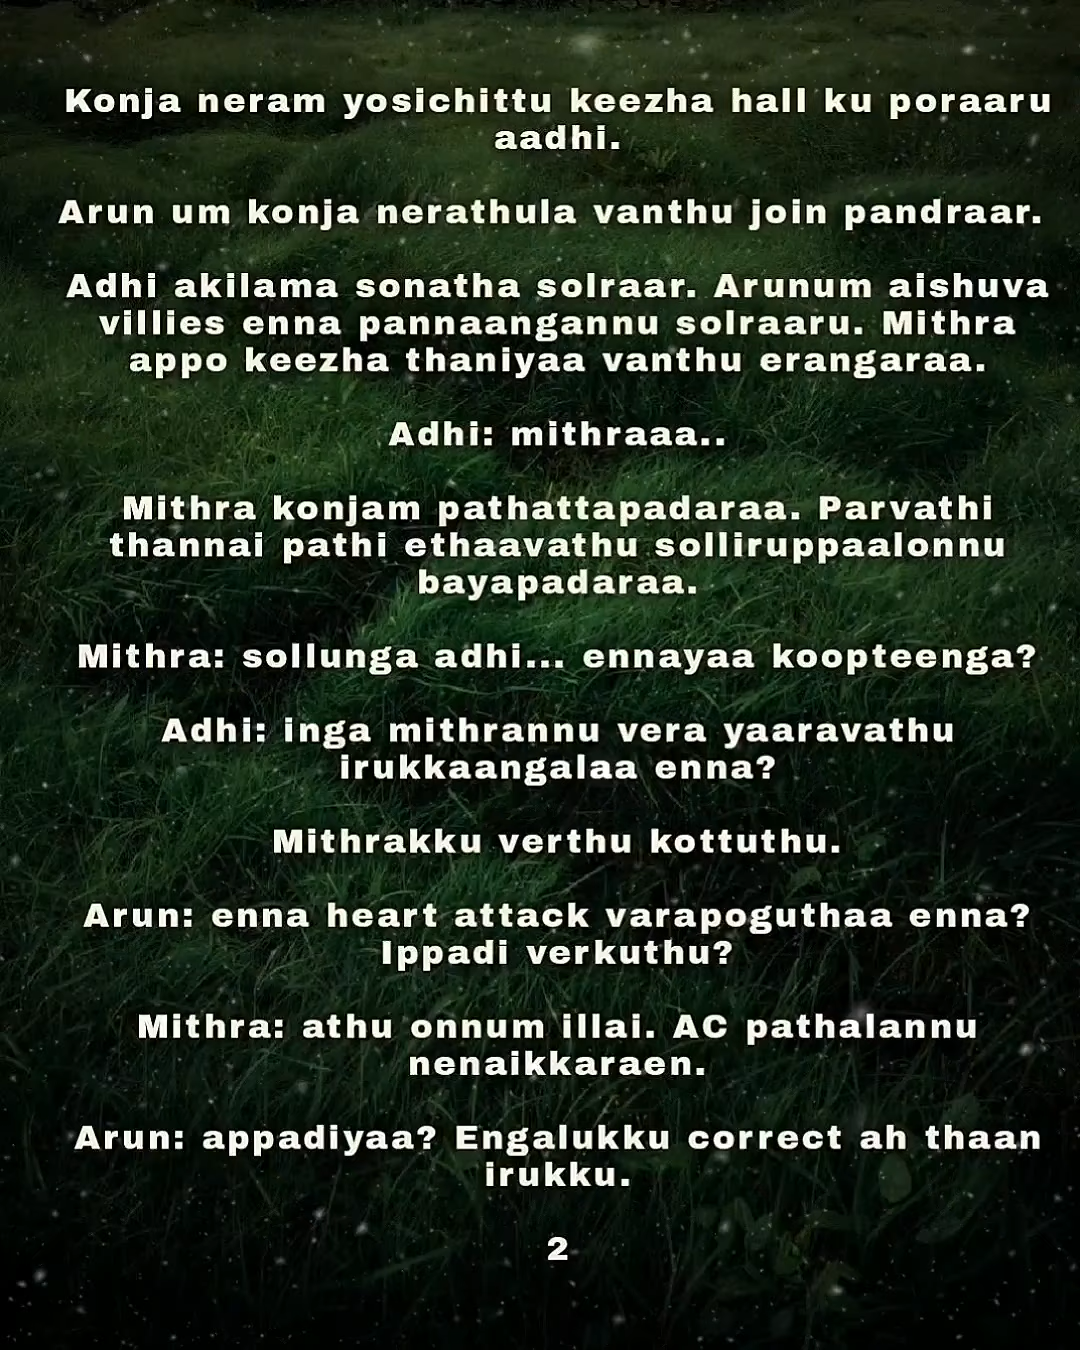 Konja neram yosichittu keezha hall ku poraaru
aadhi.
Arun um konja nerathula vanthu join pandraar.
Adhi akilama sonatha solraar. Arunum aishuva
villies enna pannaangannu solraaru. Mithra
appo keezha thaniyaa vanthu erangaraa.
Adhi: mithraaa..
Mithra konjam pathattapadaraa. Parvathi
thannai pathi ethaavathu solliruppaalonnu
bayapadaraa.
Mithra: sollunga adhi... ennayaa koopteenga?
Adhi: inga mithrannu vera yaaravathu
irukkaangalaa enna?
Mithrakku verthu kottuthu.
Arun: enna heart attack varapoguthaa enna?
Ippadi verkuthu?
Mithra: athu onnum illai. AC pathalannu
nenaikkaraen.
Arun: appadiyaa? Engalukku correct ah thaan
irukku.
2